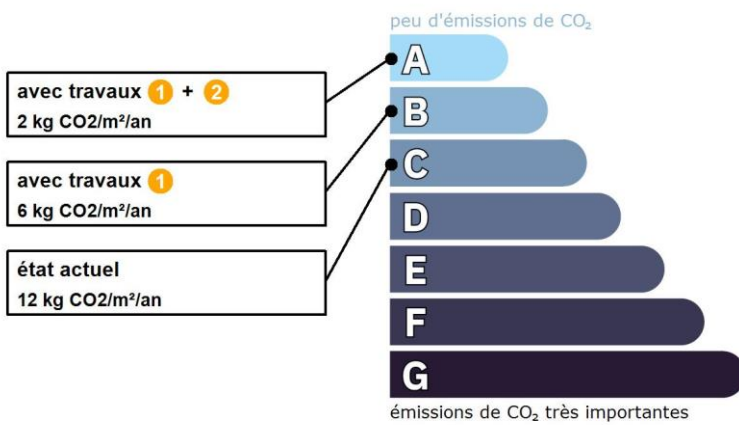 peu d'émissions de CO₂
A
avec travaux 1 + 2
2 kg CO2/m²/an
B
avec travaux 1
6 kg CO2/m²/an
C
D
état actuel
12 kg CO2/m²/an
E
F
G
émissions de CO₂ très importantes